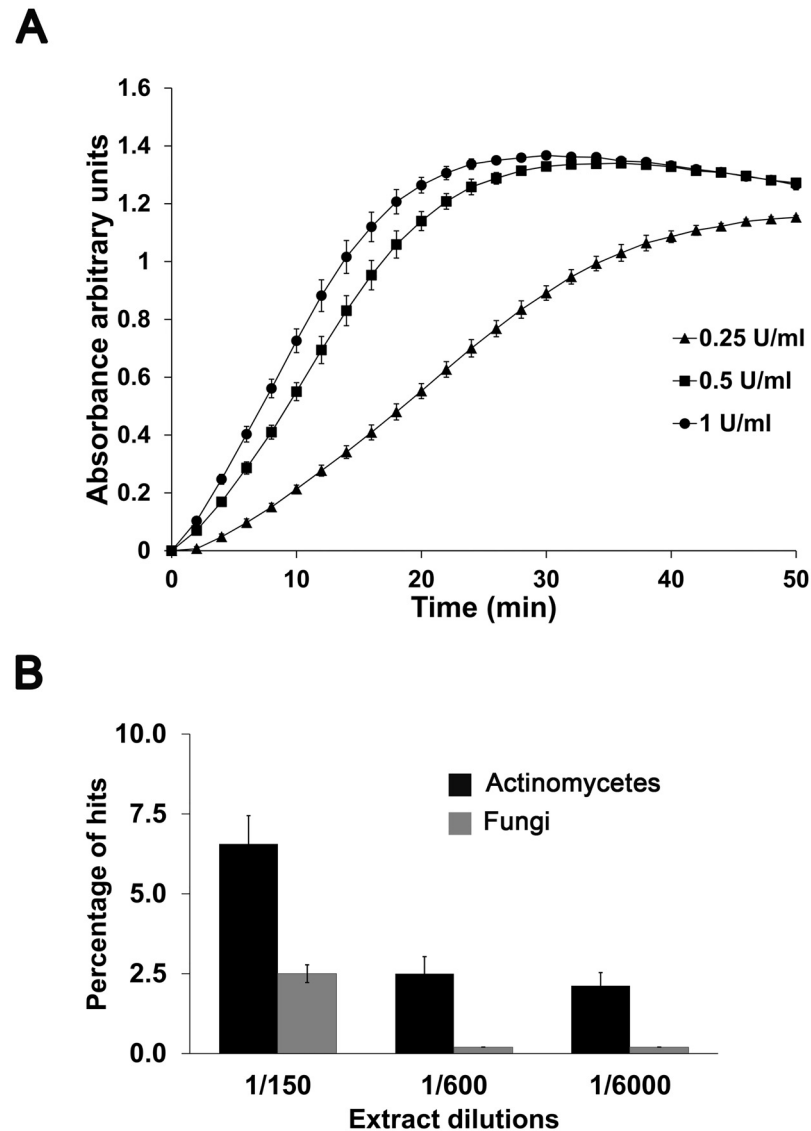 A
Absorbance arbitrary units
1.6
1.4
1.2
1
0.8
0.6
0.4
0.2
0
0 10 20 30 40 50
Time (min)
0.25 U/ml
0.5 U/ml
1 U/ml
B
Percentage of hits
10.0
7.5
5.0
2.5
0.0
Actinomycetes
Fungi
1/150 1/600 1/6000
Extract dilutions